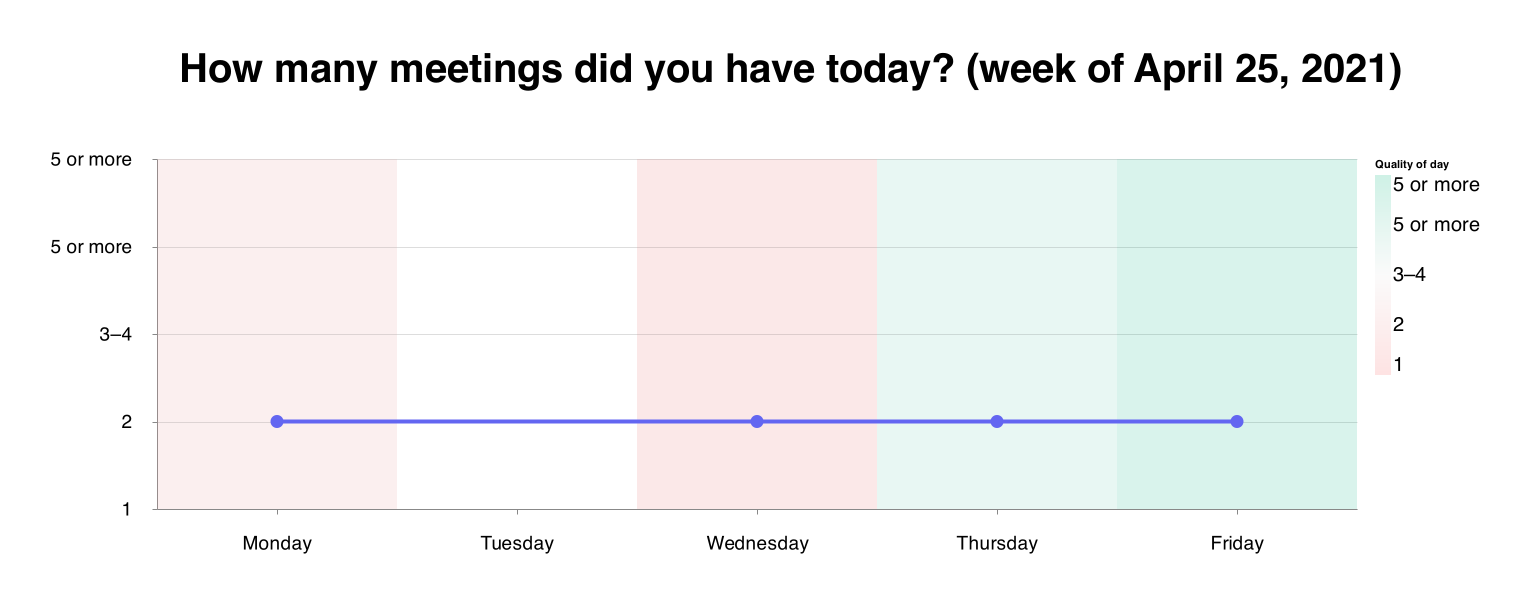 How many meetings did you have today? (week of April 25, 2021)
5 or more
5 or more
3–4
2
1
Monday
Tuesday
Wednesday
Thursday
Friday
Quality of day
5 or more
5 or more
3–4
2
1